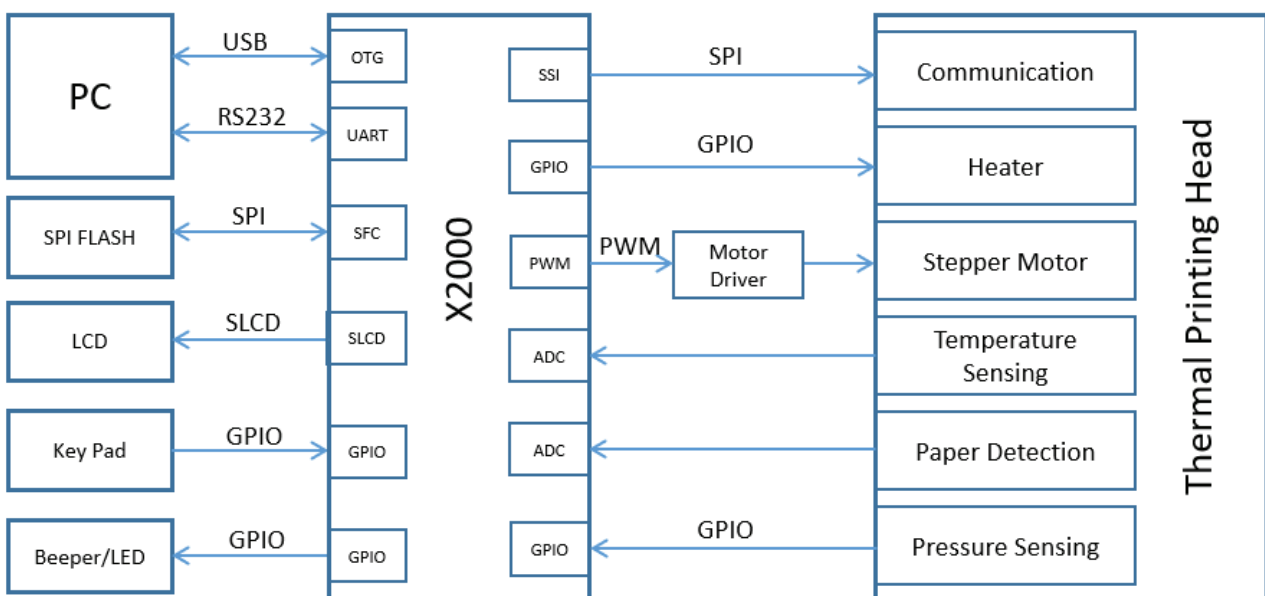 PC
USB
OTG
RS232
UART
SPI FLASH
SPI
SFC
LCD
SLCD
SLCD
Key Pad
GPIO
GPIO
Beeper/LED
GPIO
GPIO
X2000
SSI
SPI
Communication
GPIO
GPIO
Heater
PWM
PWM
Motor
Driver
Stepper Motor
ADC
Temperature
Sensing
ADC
Paper Detection
GPIO
GPIO
Pressure Sensing
Thermal Printing Head